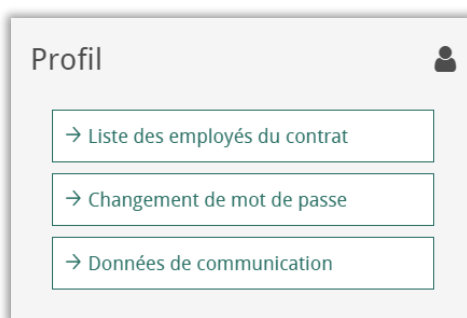 Profil
→ Liste des employés du contrat
→ Changement de mot de passe
→ Données de communication